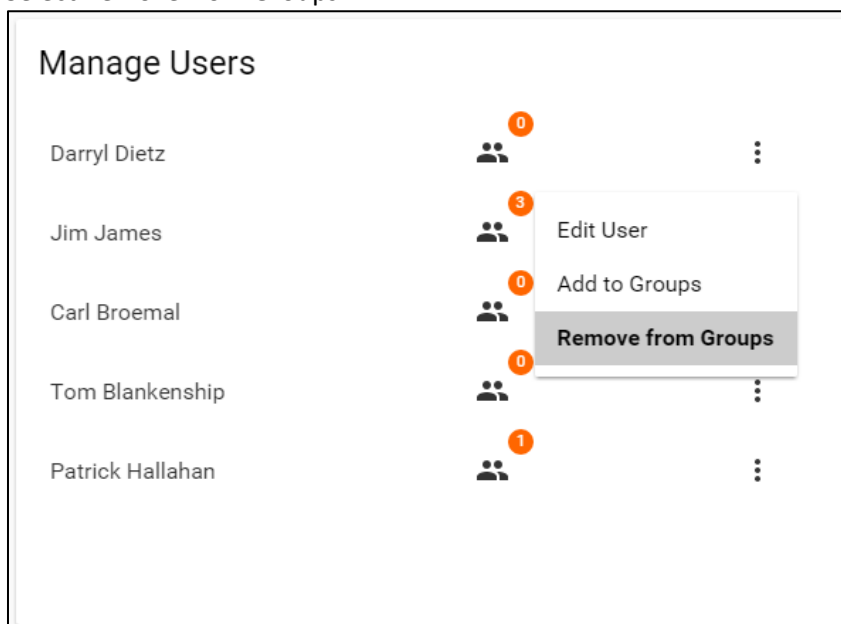 Manage Users
0
Darryl Dietz
3
Jim James
Edit User
0
Add to Groups
Carl Broemal
Remove from Groups
0
Tom Blankenship
1
Patrick Hallahan